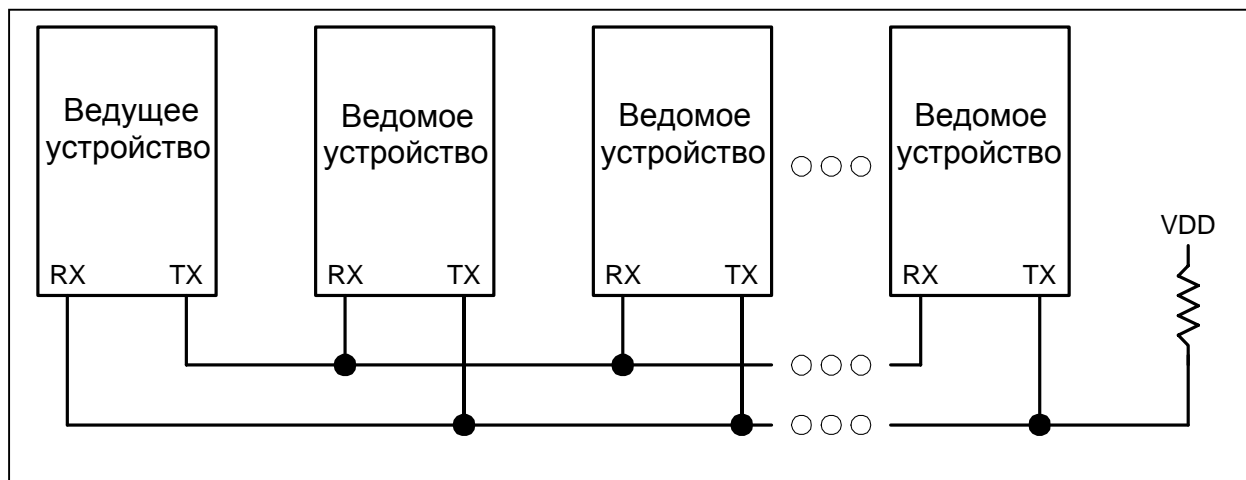 Ведущее
устройство
Ведомое
устройство
Ведомое
устройство
Ведомое
устройство
VDD
RX TX
RX TX
RX TX
RX TX